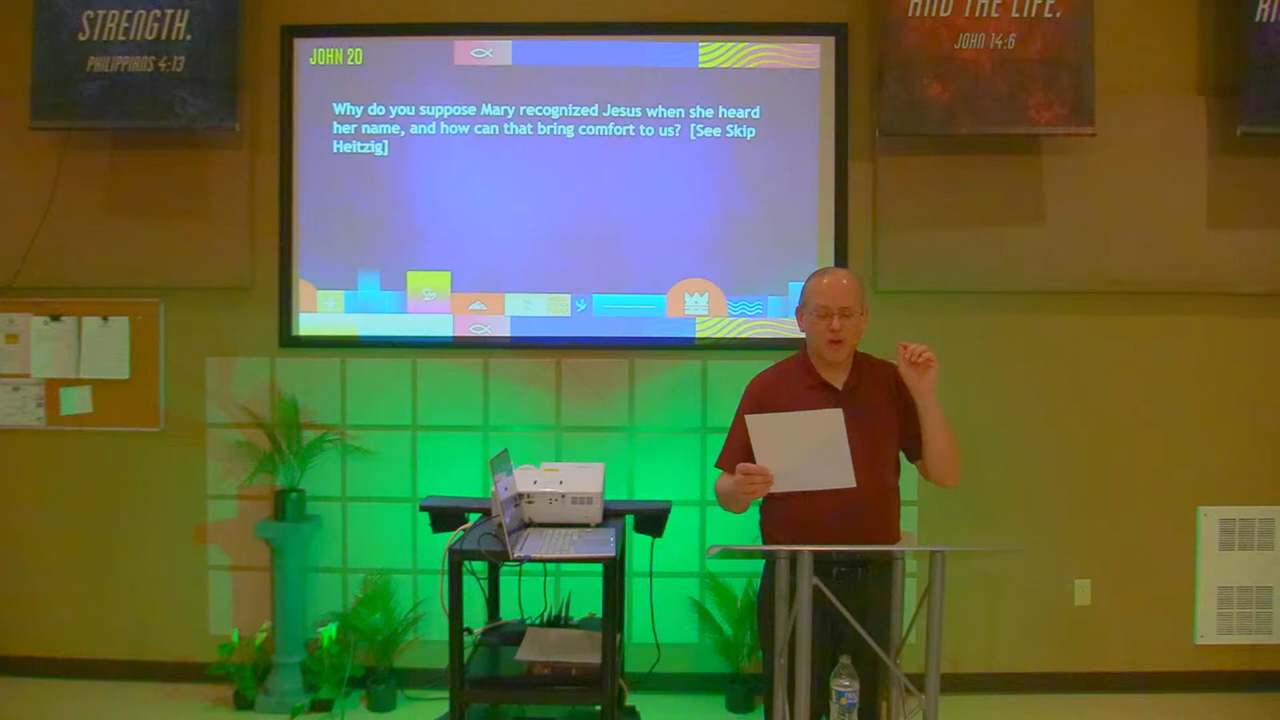 STRENGTH.
PHILIPPIANS 4:13
AND THE LIFE.
JOHN 14:6
JOHN 20
Why do you suppose Mary recognized Jesus when she heard
her name, and how can that bring comfort to us? [See Skip
Heitzig]